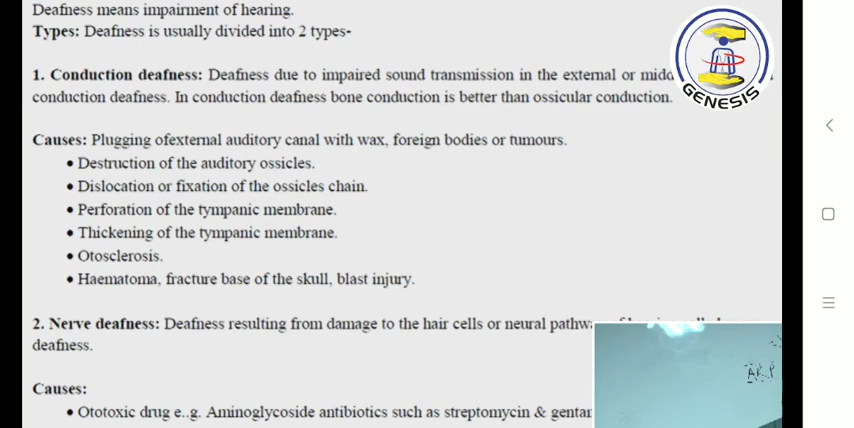 Deafness means impairment of hearing.
Types: Deafness is usually divided into 2 types-
1. Conduction deafness: Deafness due to impaired sound transmission in the external or
conduction deafness. In conduction deafness bone conduction is better than ossicular conduction.
GENESIS
Causes: Plugging ofexternal auditory canal with wax, foreign bodies or tumours.
• Destruction of the auditory ossicles.
• Dislocation or fixation of the ossicles chain.
• Perforation of the tympanic membrane.
• Thickening of the tympanic membrane.
• Otosclerosis.
• Haematoma, fracture base of the skull, blast injury.
2. Nerve deafness: Deafness resulting from damage to the hair cells or neural
deafness.
Causes:
• Ototoxic drug e..g. Aminoglycoside antibiotics such as streptomycin &